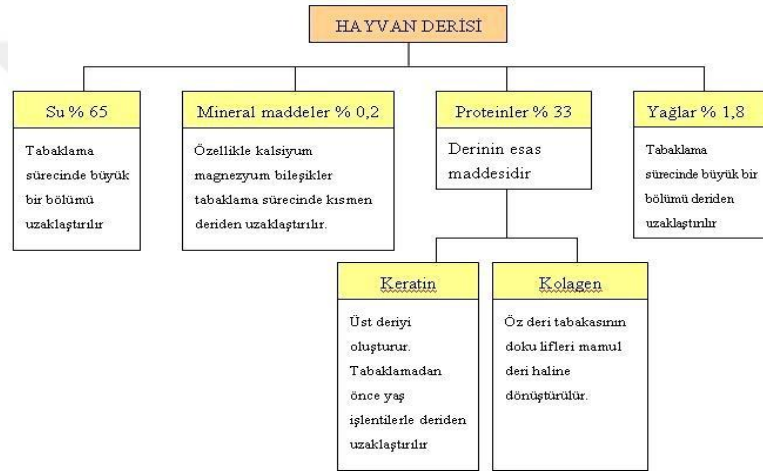 HAYVAN DERİSİ
Su % 65
Tabaklama
sürecinde büyük
bir bölümü
uzaklaştırılır
Mineral maddeler % 0,2
Özellikle kalsiyum
magnezyum bileşikler
tabaklama sürecinde kısmen
deriden uzaklaştırılır.
Proteinler % 33
Derinin esas
maddesidir
Yağlar % 1,8
Tabaklama
sürecinde büyük bir
bölümü deriden
uzaklaştırılır
Keratin
Üst deriyi
oluşturur.
Tabaklamadan
önce yaş
işlentilerle deriden
uzaklaştırılır
Kolagen
Öz deri tabakasının
doku lifleri mamul
deri haline
dönüştürülür.